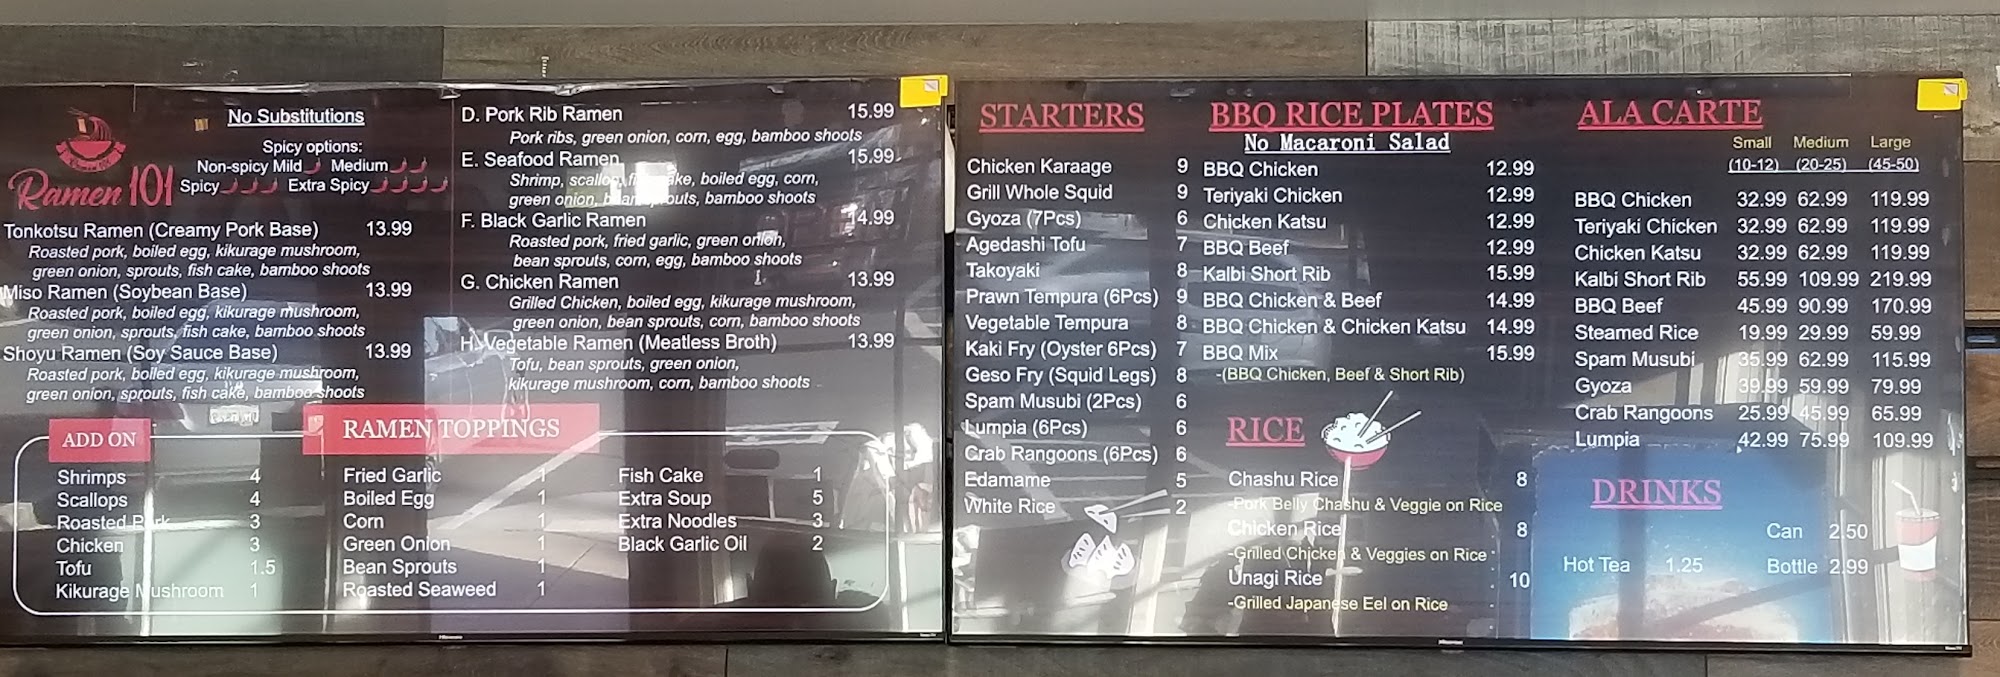 Ramen 101
No Substitutions
Spicy options:
Non-spicy Mild Medium
Spicy Extra Spicy
Tonkotsu Ramen (Creamy Pork Base) 13.99
Roasted pork, boiled egg, kikurage mushroom,
green onion, sprouts, fish cake, bamboo shoots
Miso Ramen (Soybean Base) 13.99
Roasted pork, boiled egg, kikurage mushroom,
green onion, sprouts, fish cake, bamboo shoots
Shoyu Ramen (Soy Sauce Base) 13.99
Roasted pork, boiled egg, kikurage mushroom,
green onion, sprouts, fish cake, bamboo shoots
D. Pork Rib Ramen 15.99
Pork ribs, green onion, corn, egg, bamboo shoots
E. Seafood Ramen 15.99
Shrimp, scallop, fish cake, boiled egg, corn,
green onion, bean sprouts, bamboo shoots
F. Black Garlic Ramen 14.99
Roasted pork, fried garlic, green onion,
bean sprouts, corn, egg, bamboo shoots
G. Chicken Ramen 13.99
Grilled Chicken, boiled egg, kikurage mushroom,
green onion, bean sprouts, corn, bamboo shoots
H. Vegetable Ramen (Meatless Broth) 13.99
Tofu, bean sprouts, green onion,
kikurage mushroom, corn, bamboo shoots
ADD ON
Shrimps 4
Scallops 4
Roasted Pork 3
Chicken 3
Tofu 1.5
Kikurage Mushroom 1
RAMEN TOPPINGS
Fried Garlic 1
Boiled Egg 1
Corn 1
Green Onion 1
Bean Sprouts 1
Roasted Seaweed 1
Fish Cake 1
Extra Soup 5
Extra Noodles 3
Black Garlic Oil 2
STARTERS
Chicken Karaage 9
Grill Whole Squid 9
Gyoza (7Pcs) 6
Agedashi Tofu 7
Takoyaki 8
Prawn Tempura (6Pcs) 9
Vegetable Tempura 8
Kaki Fry (Oyster 6Pcs) 7
Geso Fry (Squid Legs) 8
Spam Musubi (2Pcs) 6
Lumpia (6Pcs) 6
Crab Rangoons (6Pcs) 6
Edamame 5
White Rice 2
BBQ RICE PLATES
No Macaroni Salad
BBQ Chicken 12.99
Teriyaki Chicken 12.99
Chicken Katsu 12.99
BBQ Beef 12.99
Kalbi Short Rib 15.99
BBQ Chicken & Beef 14.99
BBQ Chicken & Chicken Katsu 14.99
BBQ Mix 15.99
-(BBQ Chicken, Beef & Short Rib)
RICE
Chashu Rice 8
-Pork Belly Chashu & Veggie on Rice
Chicken Rice 8
-Grilled Chicken & Veggies on Rice
Unagi Rice 10
-Grilled Japanese Eel on Rice
ALA CARTE
Small Medium Large
(10-12) (20-25) (45-50)
BBQ Chicken 32.99 62.99 119.99
Teriyaki Chicken 32.99 62.99 119.99
Chicken Katsu 32.99 62.99 119.99
Kalbi Short Rib 55.99 109.99 219.99
BBQ Beef 45.99 90.99 170.99
Steamed Rice 19.99 29.99 59.99
Spam Musubi 35.99 62.99 115.99
Gyoza 39.99 59.99 79.99
Crab Rangoons 25.99 45.99 65.99
Lumpia 42.99 75.99 109.99
DRINKS
Can 2.50
Hot Tea 1.25 Bottle 2.99